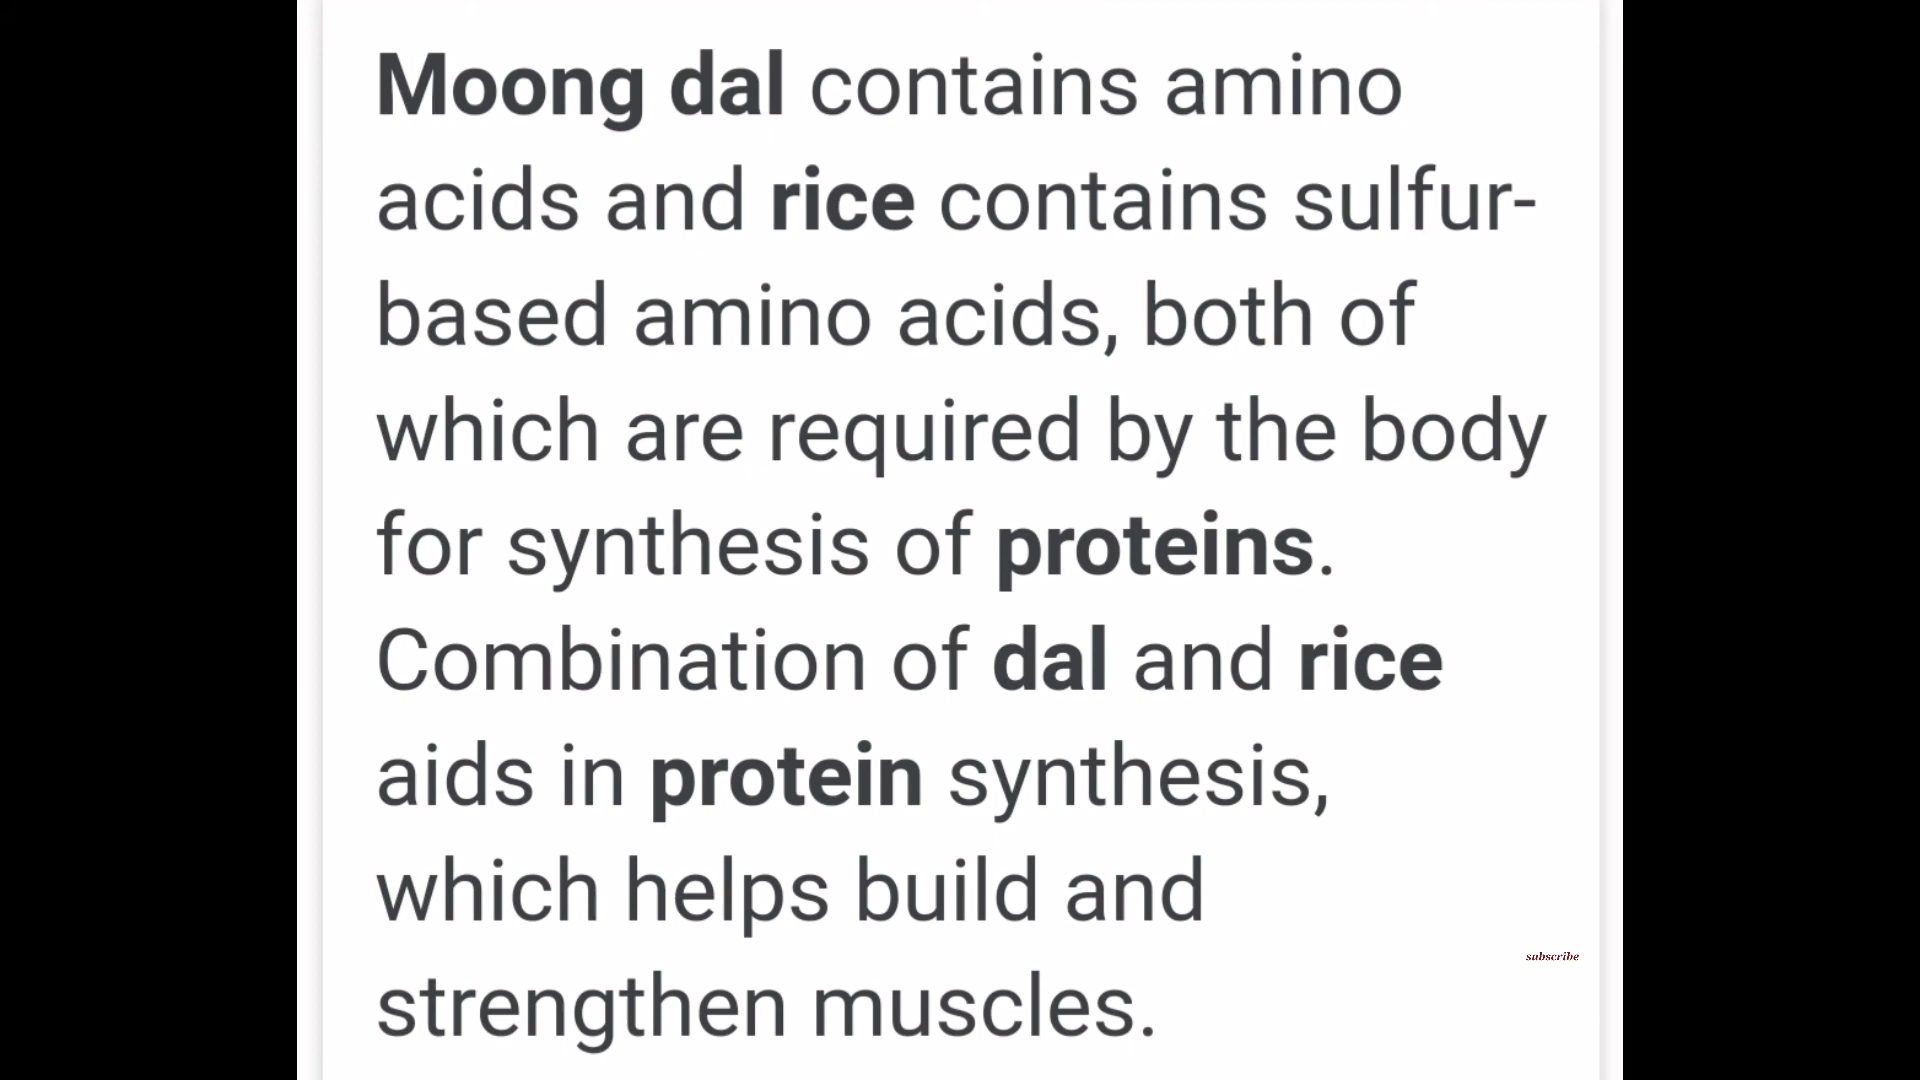 Moong dal contains amino
acids and rice contains sulfur-
based amino acids, both of
which are required by the body
for synthesis of proteins.
Combination of dal and rice
aids in protein synthesis,
which helps build and
subscribe
strengthen muscles.